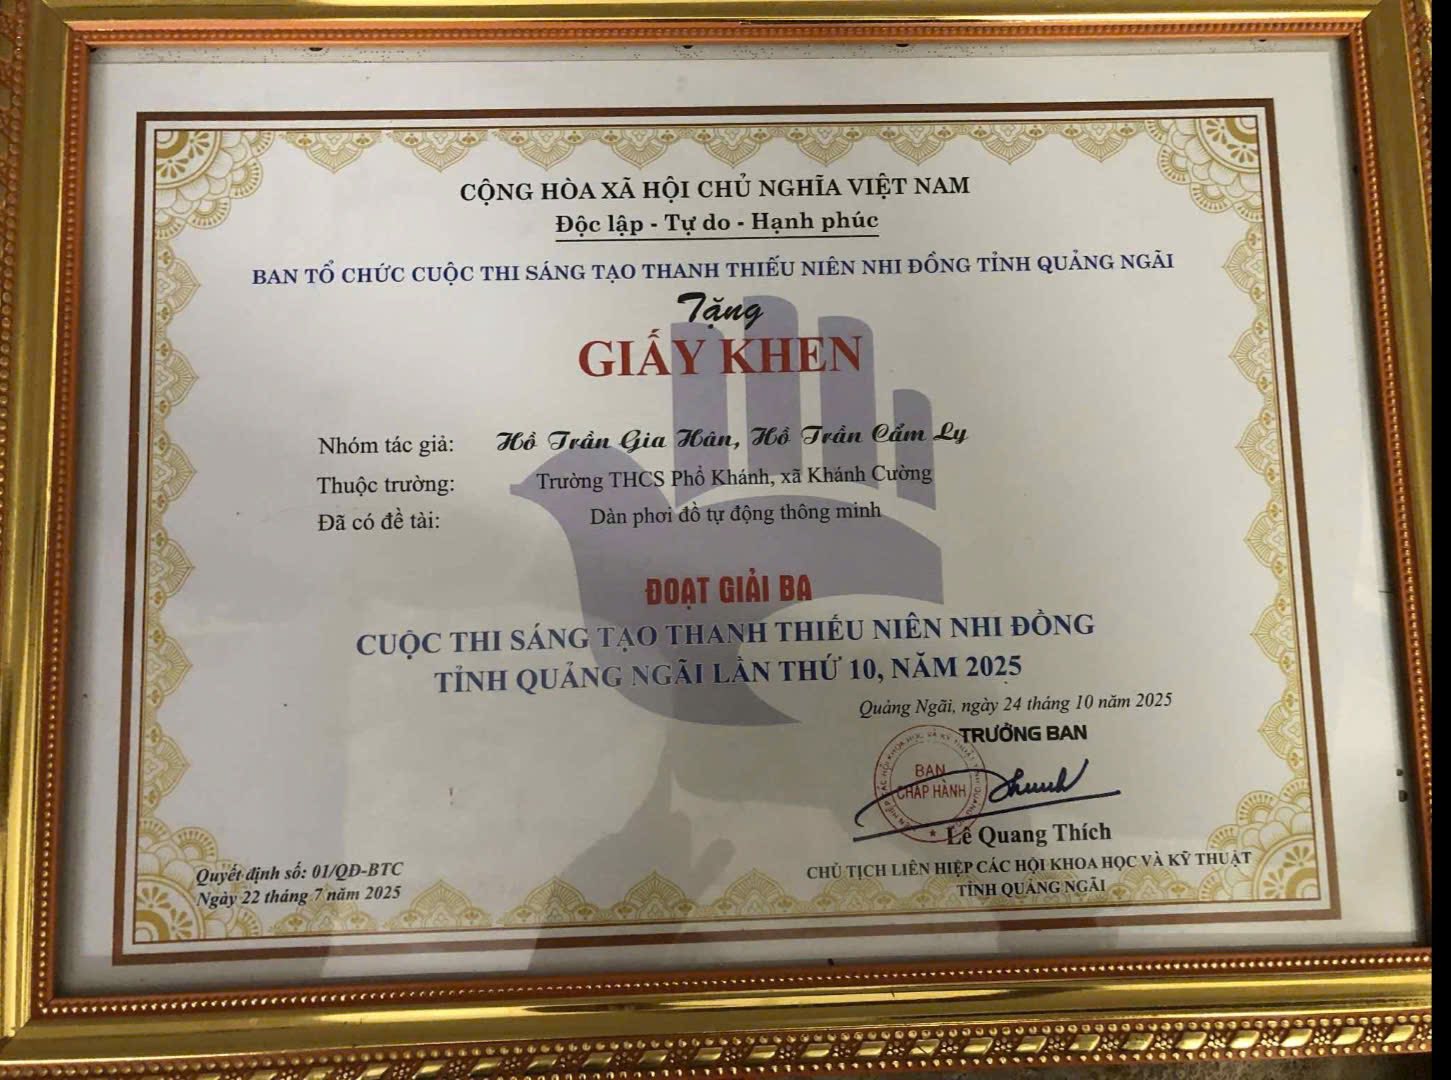 CỘNG HÒA XÃ HỘI CHỦ NGHĨA VIỆT NAM
Độc lập - Tự do - Hạnh phúc
BAN TỔ CHỨC CUỘC THI SÁNG TẠO THANH THIẾU NIÊN NHI ĐỒNG TỈNH QUẢNG NGÃI
Tặng
GIẤY KHEN
Nhóm tác giả: Hồ Trần Gia Hân, Hồ Trần Cẩm Ly
Thuộc trường: Trường THCS Phổ Khánh, xã Khánh Cường
Đã có đề tài: Dàn phơi đồ tự động thông minh
ĐOẠT GIẢI BA
CUỘC THI SÁNG TẠO THANH THIẾU NIÊN NHI ĐỒNG
TỈNH QUẢNG NGÃI LẦN THỨ 10, NĂM 2025
Quảng Ngãi, ngày 24 tháng 10 năm 2025
TRƯỞNG BAN
BAN
CHẤP HÀNH
Lê Quang Thích
CHỦ TỊCH LIÊN HIỆP CÁC HỘI KHOA HỌC VÀ KỸ THUẬT
TỈNH QUẢNG NGÃI
Quyết định số: 01/QĐ-BTC
Ngày 22 tháng 7 năm 2025